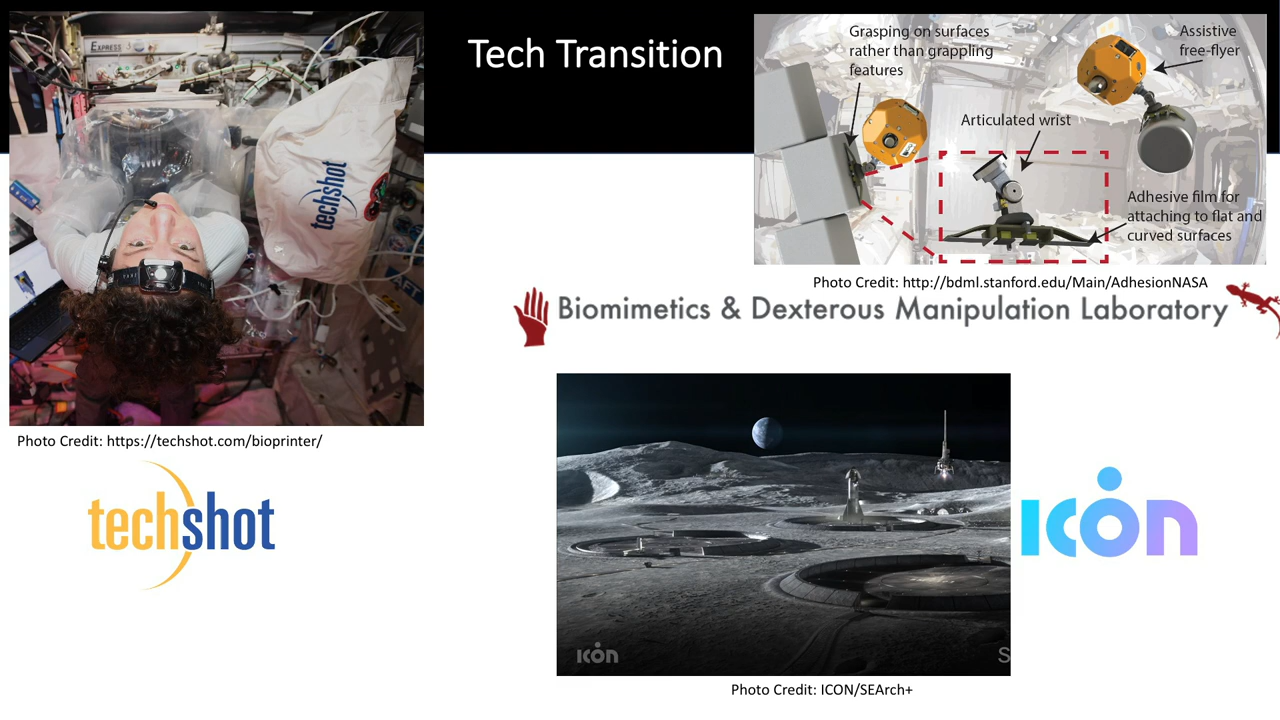 Tech Transition
EXPRESS
techshot
Photo Credit: https://techshot.com/bioprinter/
techshot
Grasping on surfaces
rather than grappling
features
Assistive
free-flyer
Articulated wrist
Adhesive film for
attaching to flat and
curved surfaces
Photo Credit: http://bdml.stanford.edu/Main/AdhesionNASA
Biomimetics & Dexterous Manipulation Laboratory
ICON
S
ICON
Photo Credit: ICON/SEArch+